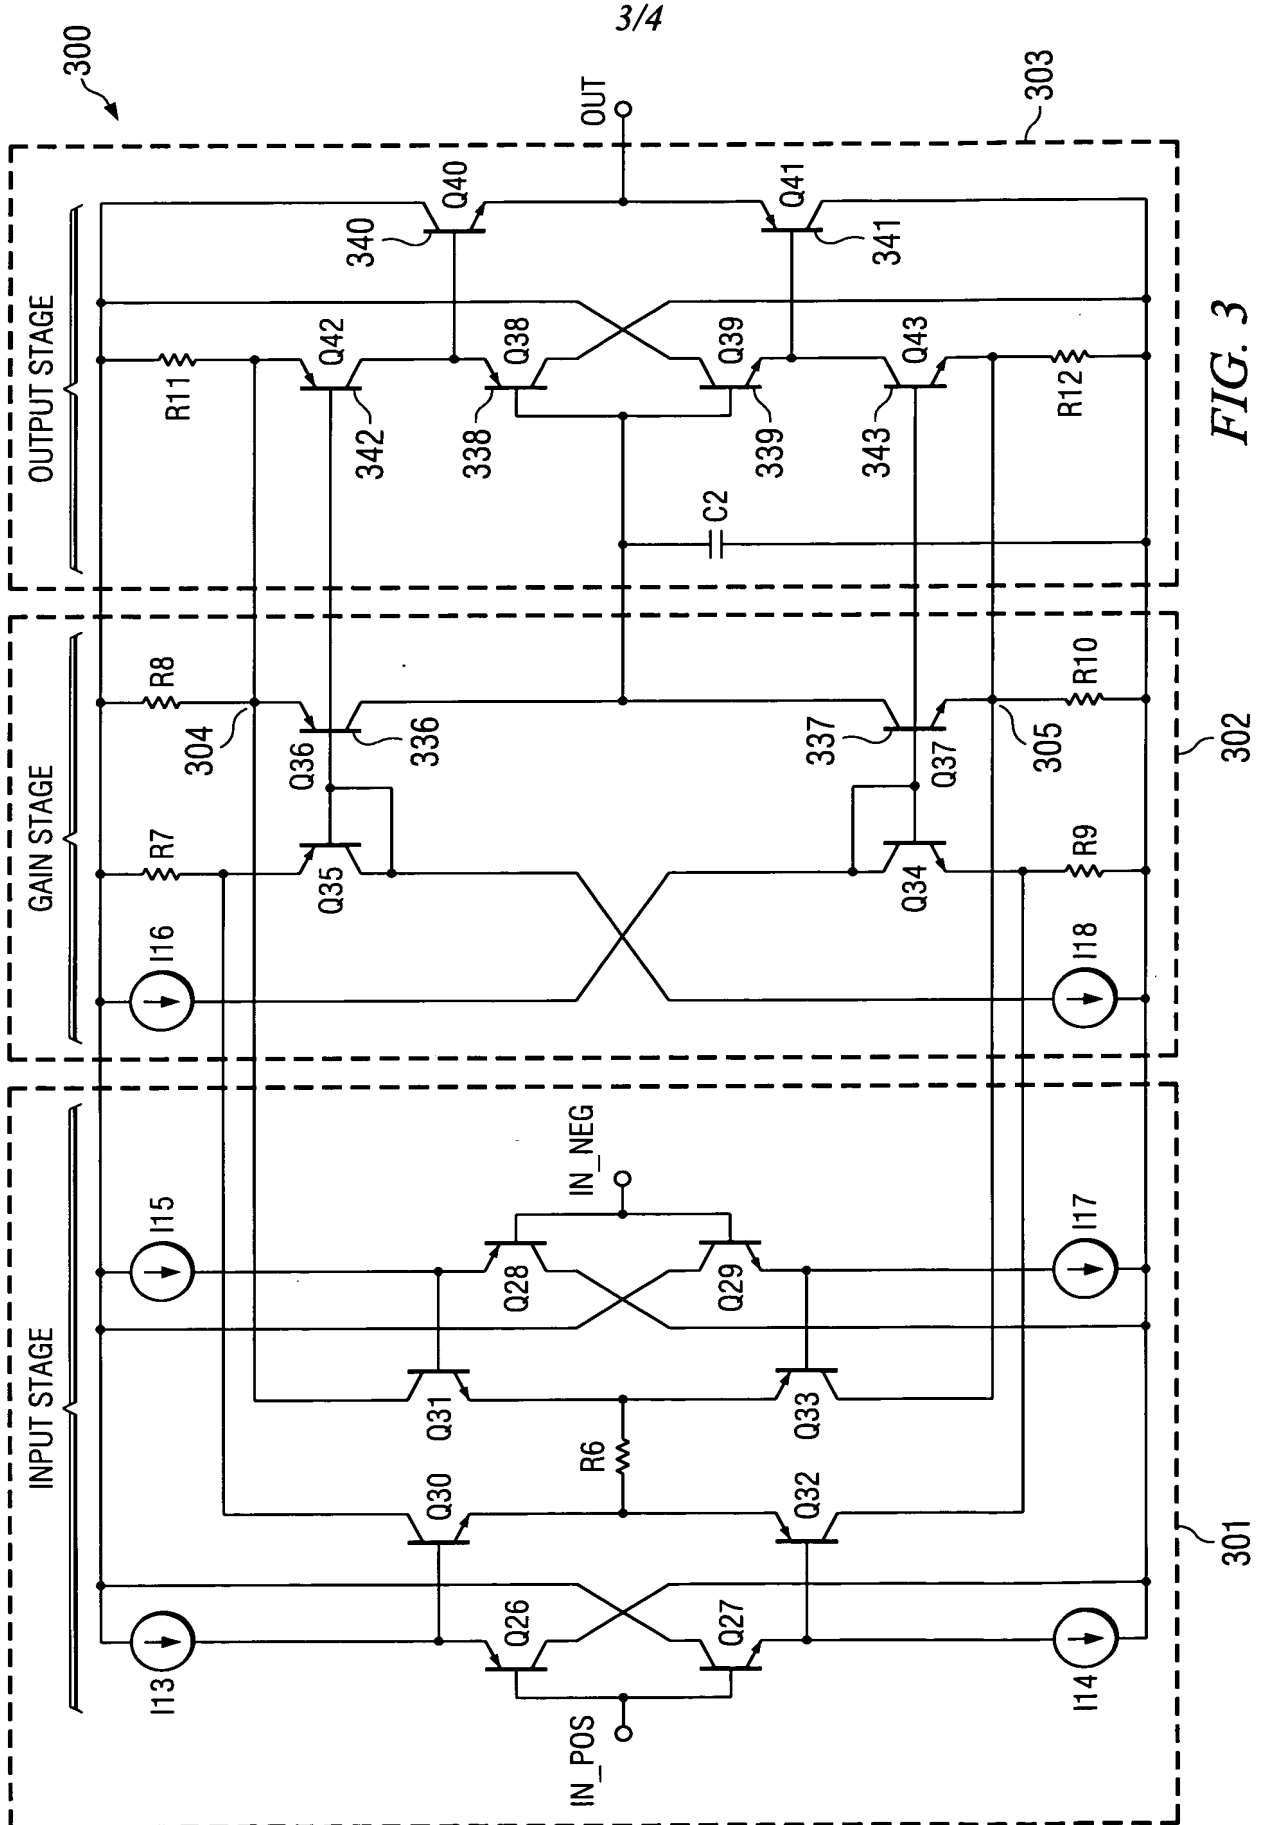 3/4
300
INPUT STAGE
GAIN STAGE
OUTPUT STAGE
I13
I15
I16
R7
R8
R11
304
Q30
Q31
Q35
Q36
336
Q42
342
Q40
340
Q26
Q28
Q38
338
IN_POS
R6
IN_NEG
OUT
C2
Q27
Q29
Q39
339
Q32
Q33
Q34
Q37
337
Q43
343
Q41
341
305
I14
I17
I18
R9
R10
R12
301
302
303
FIG. 3